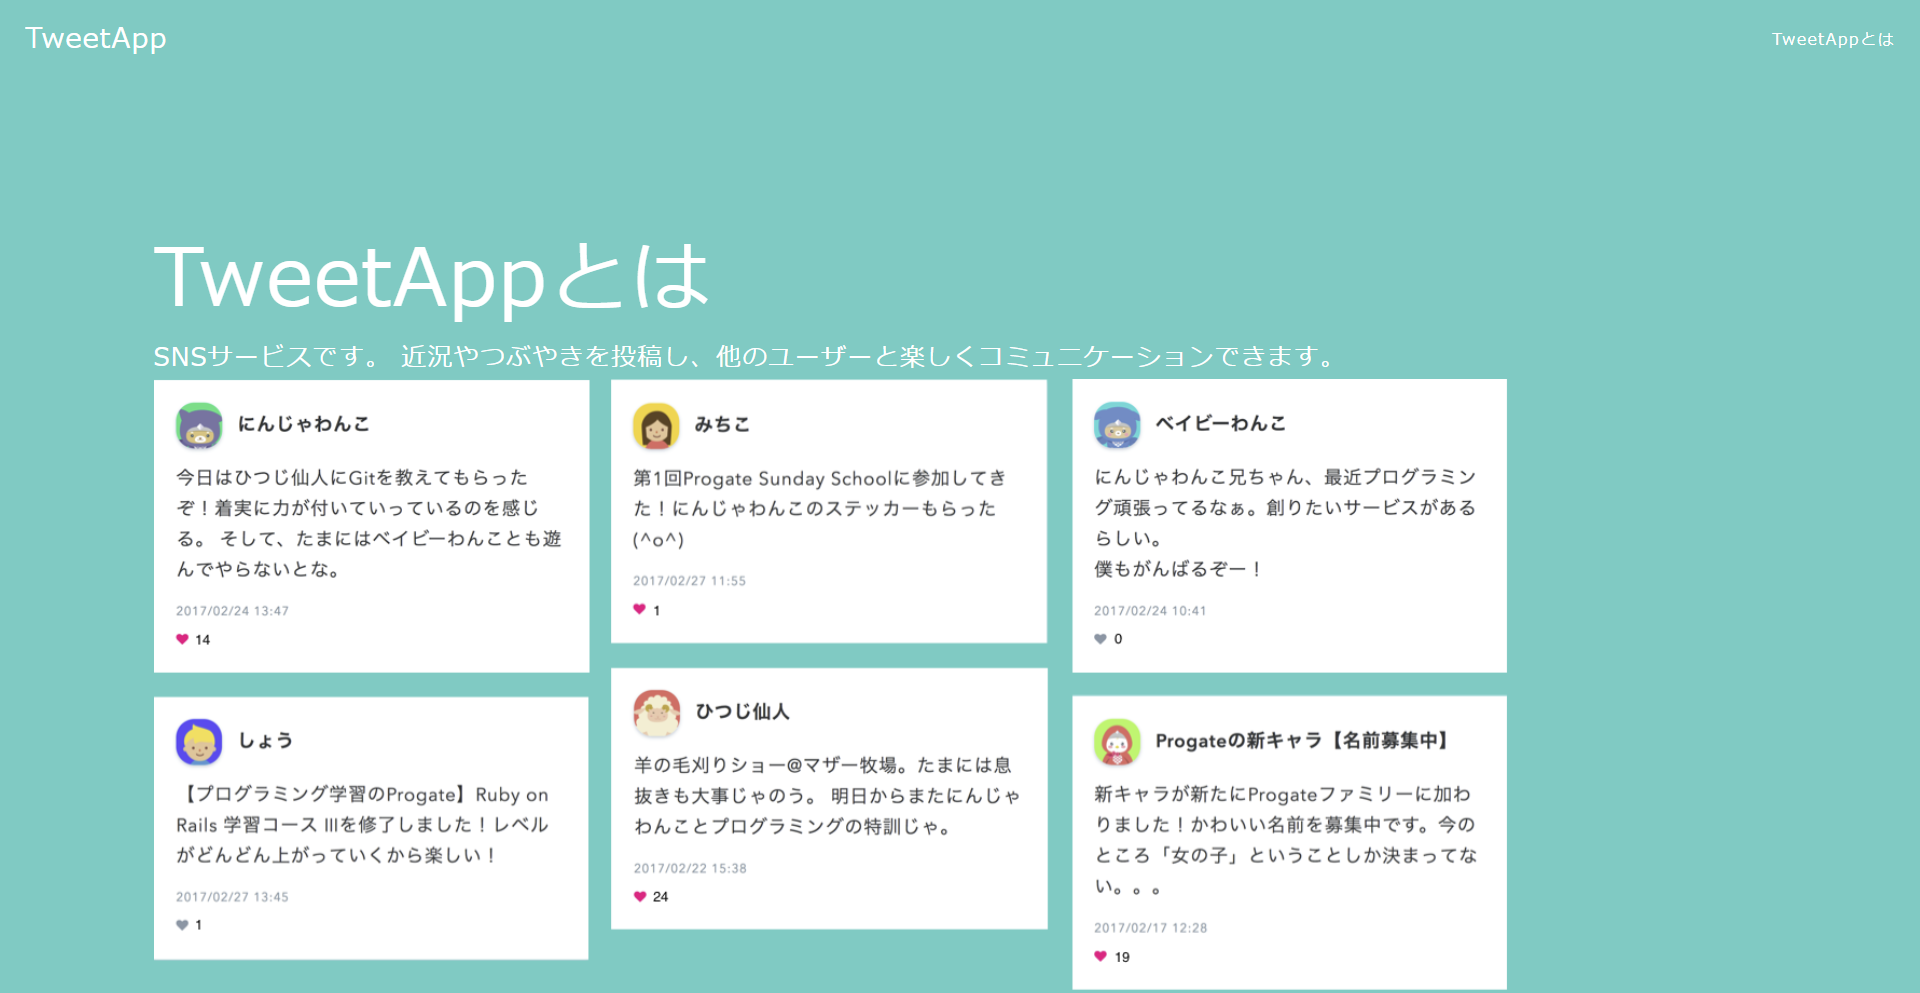 TweetApp
TweetAppとは
TweetAppとは
SNSサービスです。 近況やつぶやきを投稿し、他のユーザーと楽しくコミュニケーションできます。
にんじゃわんこ
今日はひつじ仙人にGitを教えてもらった
ぞ！着実に力が付いていっているのを感じ
る。 そして、たまにはベイビーわんことも遊
んでやらないとな。
2017/02/24 13:47
14
しょう
【プログラミング学習のProgate】Ruby on
Rails 学習コース IIIを修了しました！レベル
がどんどん上がっていくから楽しい！
2017/02/27 13:45
1
みちこ
第1回Progate Sunday Schoolに参加してき
た！にんじゃわんこのステッカーもらった
(^o^)
2017/02/27 11:55
1
ひつじ仙人
羊の毛刈りショー@マザー牧場。たまには息
抜きも大事じゃのう。 明日からまたにんじゃ
わんことプログラミングの特訓じゃ。
2017/02/22 15:38
24
ベイビーわんこ
にんじゃわんこ兄ちゃん、最近プログラミン
グ頑張ってるなぁ。創りたいサービスがある
らしい。
僕もがんばるぞー！
2017/02/24 10:41
0
Progateの新キャラ【名前募集中】
新キャラが新たにProgateファミリーに加わ
りました！かわいい名前を募集中です。今の
ところ「女の子」ということしか決まってな
い。。。
2017/02/17 12:28
19